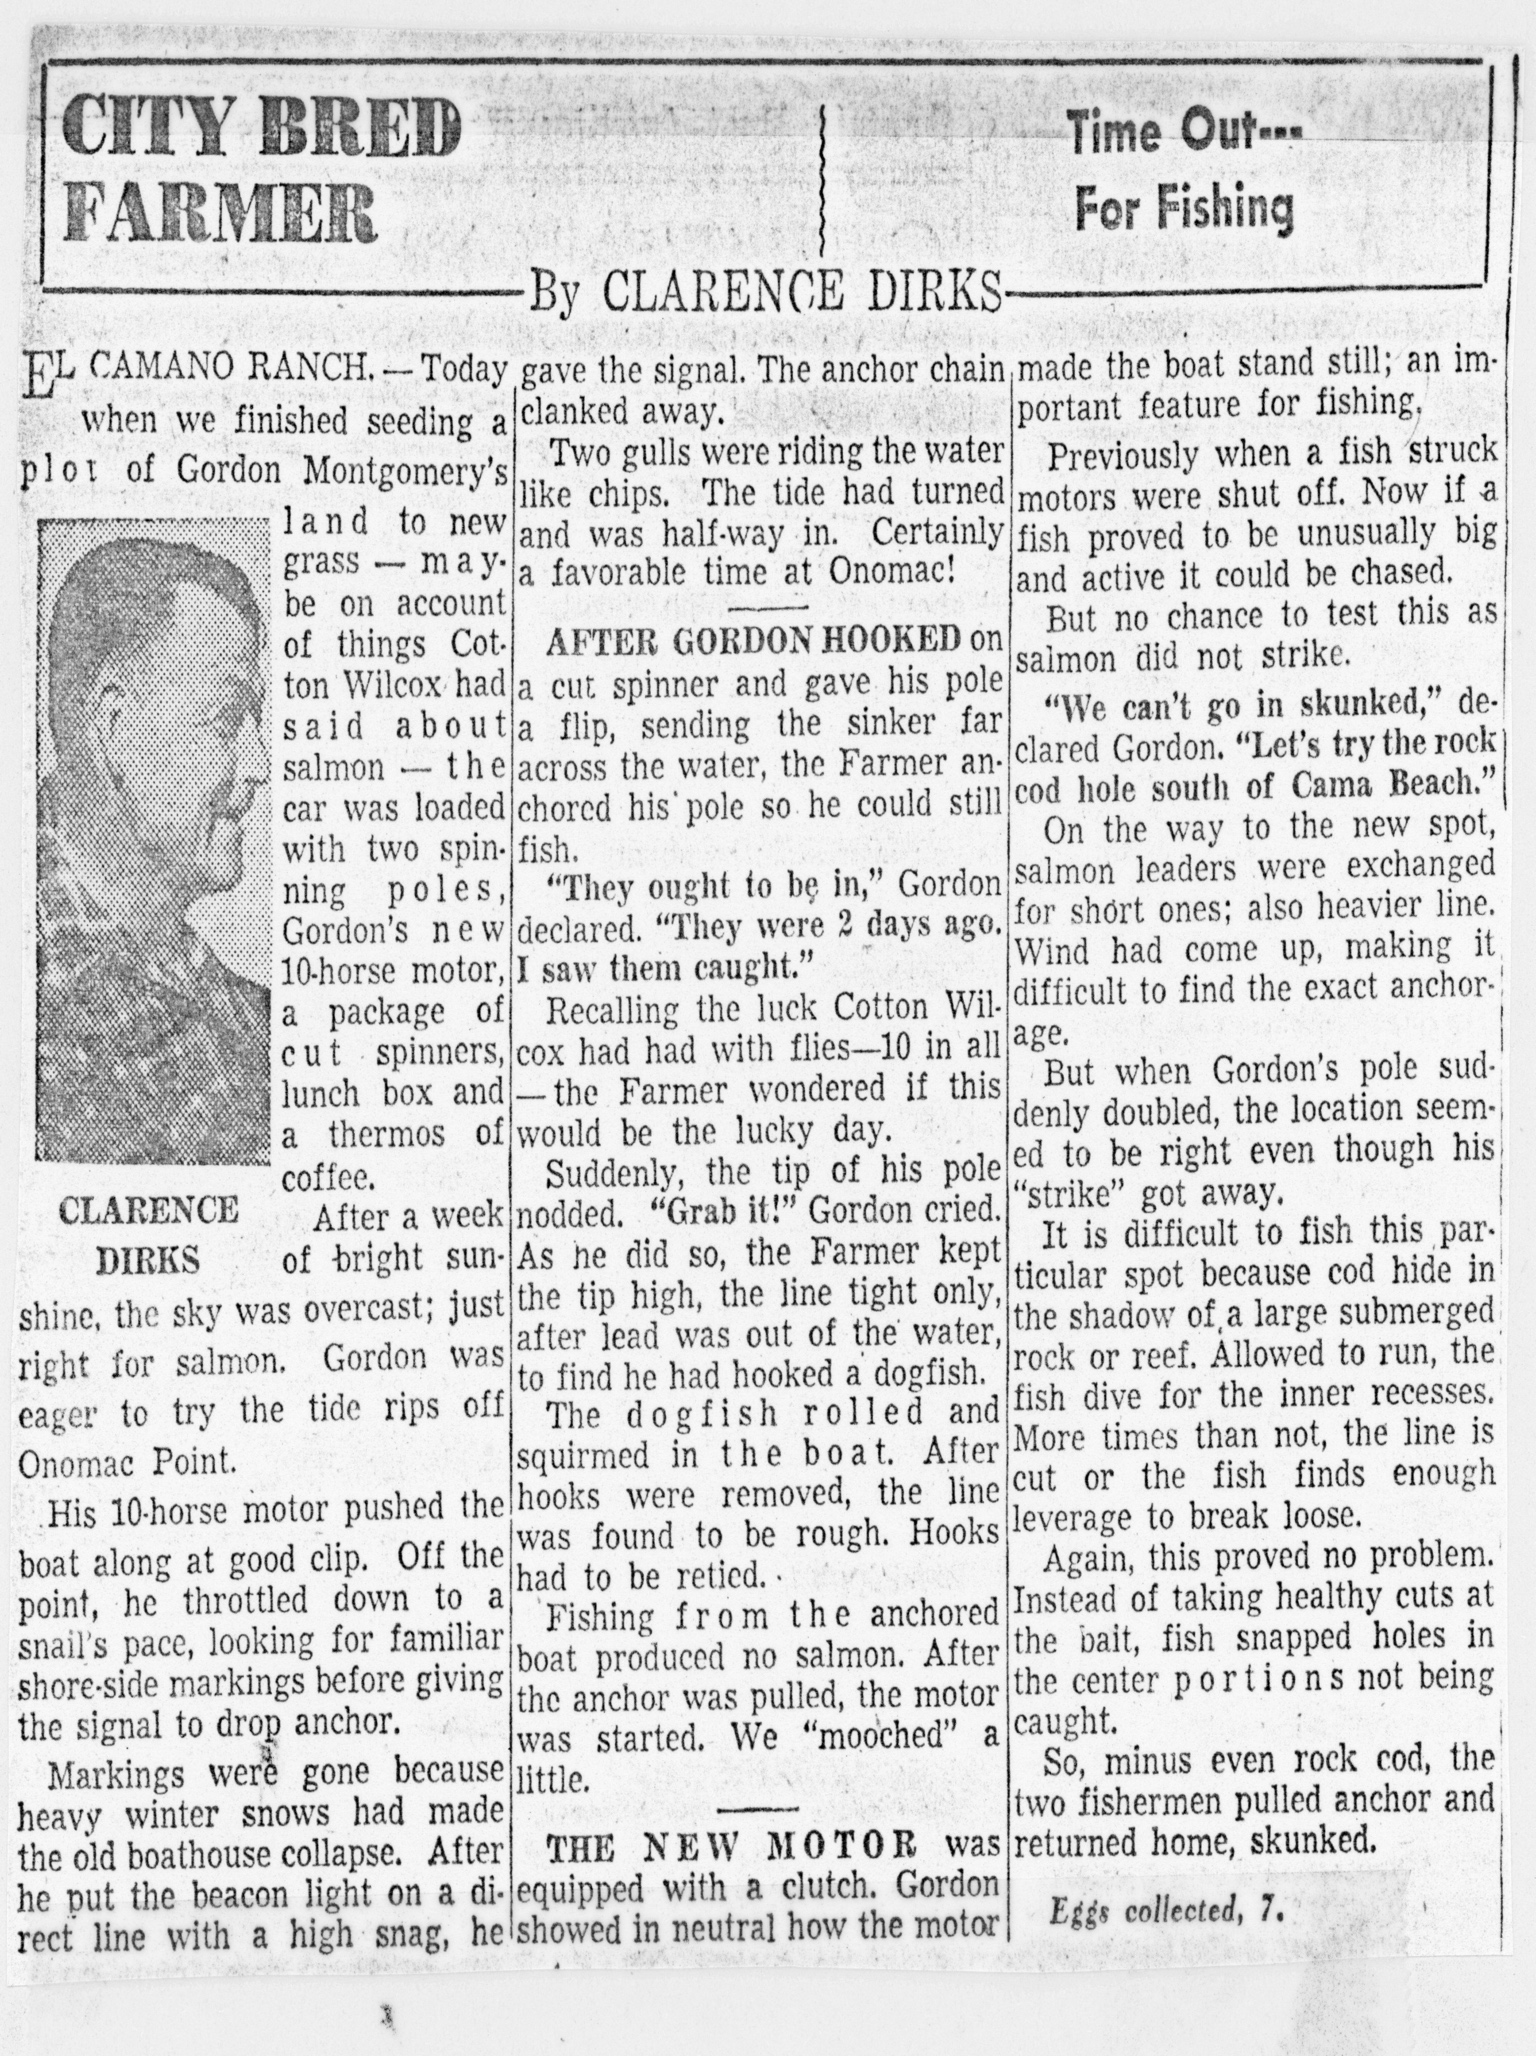 CITY BRED
FARMER
Time Out---
For Fishing
By CLARENCE DIRKS
EL CAMANO RANCH. — Today
when we finished seeding a
plot of Gordon Montgomery's
land to new
grass — may-
be on account
of things Cot-
ton Wilcox had
said about
salmon — the
car was loaded
with two spin-
ning poles,
Gordon's new
10-horse motor,
a package of
cut spinners,
lunch box and
a thermos of
coffee.
CLARENCE
DIRKS
After a week
of bright sun-
shine, the sky was overcast; just
right for salmon. Gordon was
eager to try the tide rips off
Onomac Point.
His 10-horse motor pushed the
boat along at good clip. Off the
point, he throttled down to a
snail's pace, looking for familiar
shore-side markings before giving
the signal to drop anchor.
Markings were gone because
heavy winter snows had made
the old boathouse collapse. After
he put the beacon light on a di-
rect line with a high snag, he
gave the signal. The anchor chain
clanked away.
Two gulls were riding the water
like chips. The tide had turned
and was half-way in. Certainly
a favorable time at Onomac!
AFTER GORDON HOOKED on
a cut spinner and gave his pole
a flip, sending the sinker far
across the water, the Farmer an-
chored his pole so he could still
fish.
“They ought to be in,” Gordon
declared. “They were 2 days ago.
I saw them caught.”
Recalling the luck Cotton Wil-
cox had had with flies—10 in all
—the Farmer wondered if this
would be the lucky day.
Suddenly, the tip of his pole
nodded. “Grab it!” Gordon cried.
As he did so, the Farmer kept
the tip high, the line tight only,
after lead was out of the water,
to find he had hooked a dogfish.
The dogfish rolled and
squirmed in the boat. After
hooks were removed, the line
was found to be rough. Hooks
had to be retied.
Fishing from the anchored
boat produced no salmon. After
the anchor was pulled, the motor
was started. We “mooched” a
little.
THE NEW MOTOR was
equipped with a clutch. Gordon
showed in neutral how the motor
made the boat stand still; an im-
portant feature for fishing.
Previously when a fish struck
motors were shut off. Now if a
fish proved to be unusually big
and active it could be chased.
But no chance to test this as
salmon did not strike.
“We can't go in skunked,” de-
clared Gordon. “Let's try the rock
cod hole south of Cama Beach.”
On the way to the new spot,
salmon leaders were exchanged
for short ones; also heavier line.
Wind had come up, making it
difficult to find the exact anchor-
age.
But when Gordon's pole sud-
denly doubled, the location seem-
ed to be right even though his
“strike” got away.
It is difficult to fish this par-
ticular spot because cod hide in
the shadow of a large submerged
rock or reef. Allowed to run, the
fish dive for the inner recesses.
More times than not, the line is
cut or the fish finds enough
leverage to break loose.
Again, this proved no problem.
Instead of taking healthy cuts at
the bait, fish snapped holes in
the center portions not being
caught.
So, minus even rock cod, the
two fishermen pulled anchor and
returned home, skunked.
Eggs collected, 7.